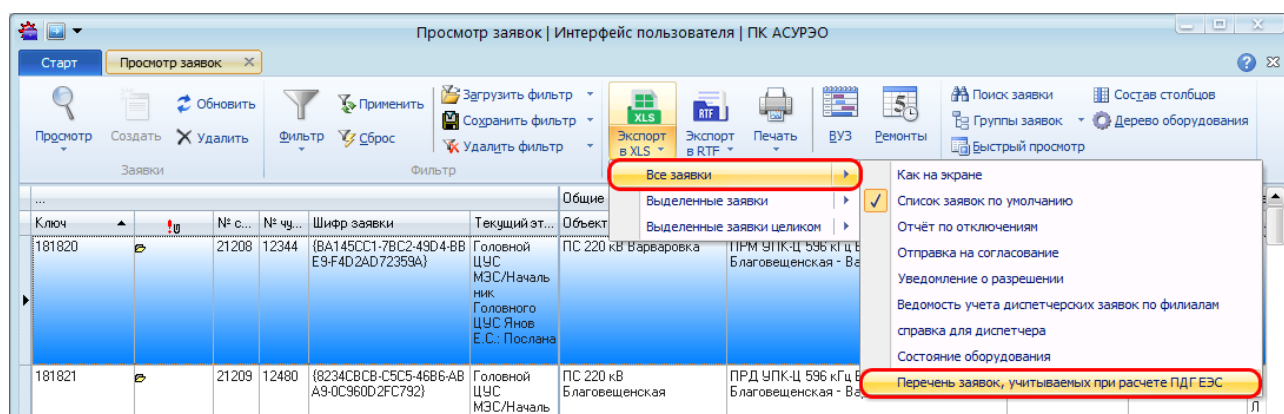 Просмотр заявок | Интерфейс пользователя | ПК АСУРЭО
Старт
Просмотр заявок
Просмотр
Создать
Обновить
Удалить
Заявки
Фильтр
Применить
Сброс
Загрузить фильтр
Сохранить фильтр
Удалить фильтр
Фильтр
XLS
Экспорт
в XLS
RTF
Экспорт
в RTF
Печать
ВУЗ
5
Ремонты
Поиск заявки
Группы заявок
Быстрый просмотр
Состав столбцов
Дерево оборудования
Все заявки
Выделенные заявки
Выделенные заявки целиком
Как на экране
Список заявок по умолчанию
Отчёт по отключениям
Отправка на согласование
Уведомление о разрешении
Ведомость учета диспетчерских заявок по филиалам
справка для диспетчера
Состояние оборудования
Перечень заявок, учитываемых при расчете ПДГ ЕЭС
...
Общие
Ключ
№ с...
№ чу...
Шифр заявки
Текущий эт...
Объект
181820
21208
12344
{BA145CC1-7BC2-49D4-BB
E9-F4D2AD72359A}
Головной
ЦУС
МЭС/Началь
ник
Головного
ЦУС Янов
Е.С.: Послана
ПС 220 кВ Варваровка
ПРМ УПК-Ц 596 кГц В
Благовещенская - Ва
181821
21209
12480
{8234CBCB-C5C5-46B6-AB
A9-0C960D2FC792}
Головной
ЦУС
МЭС/Началь
ПС 220 кВ
Благовещенская
ПРД УПК-Ц 596 кГц В
Благовещенская - Ва
Л